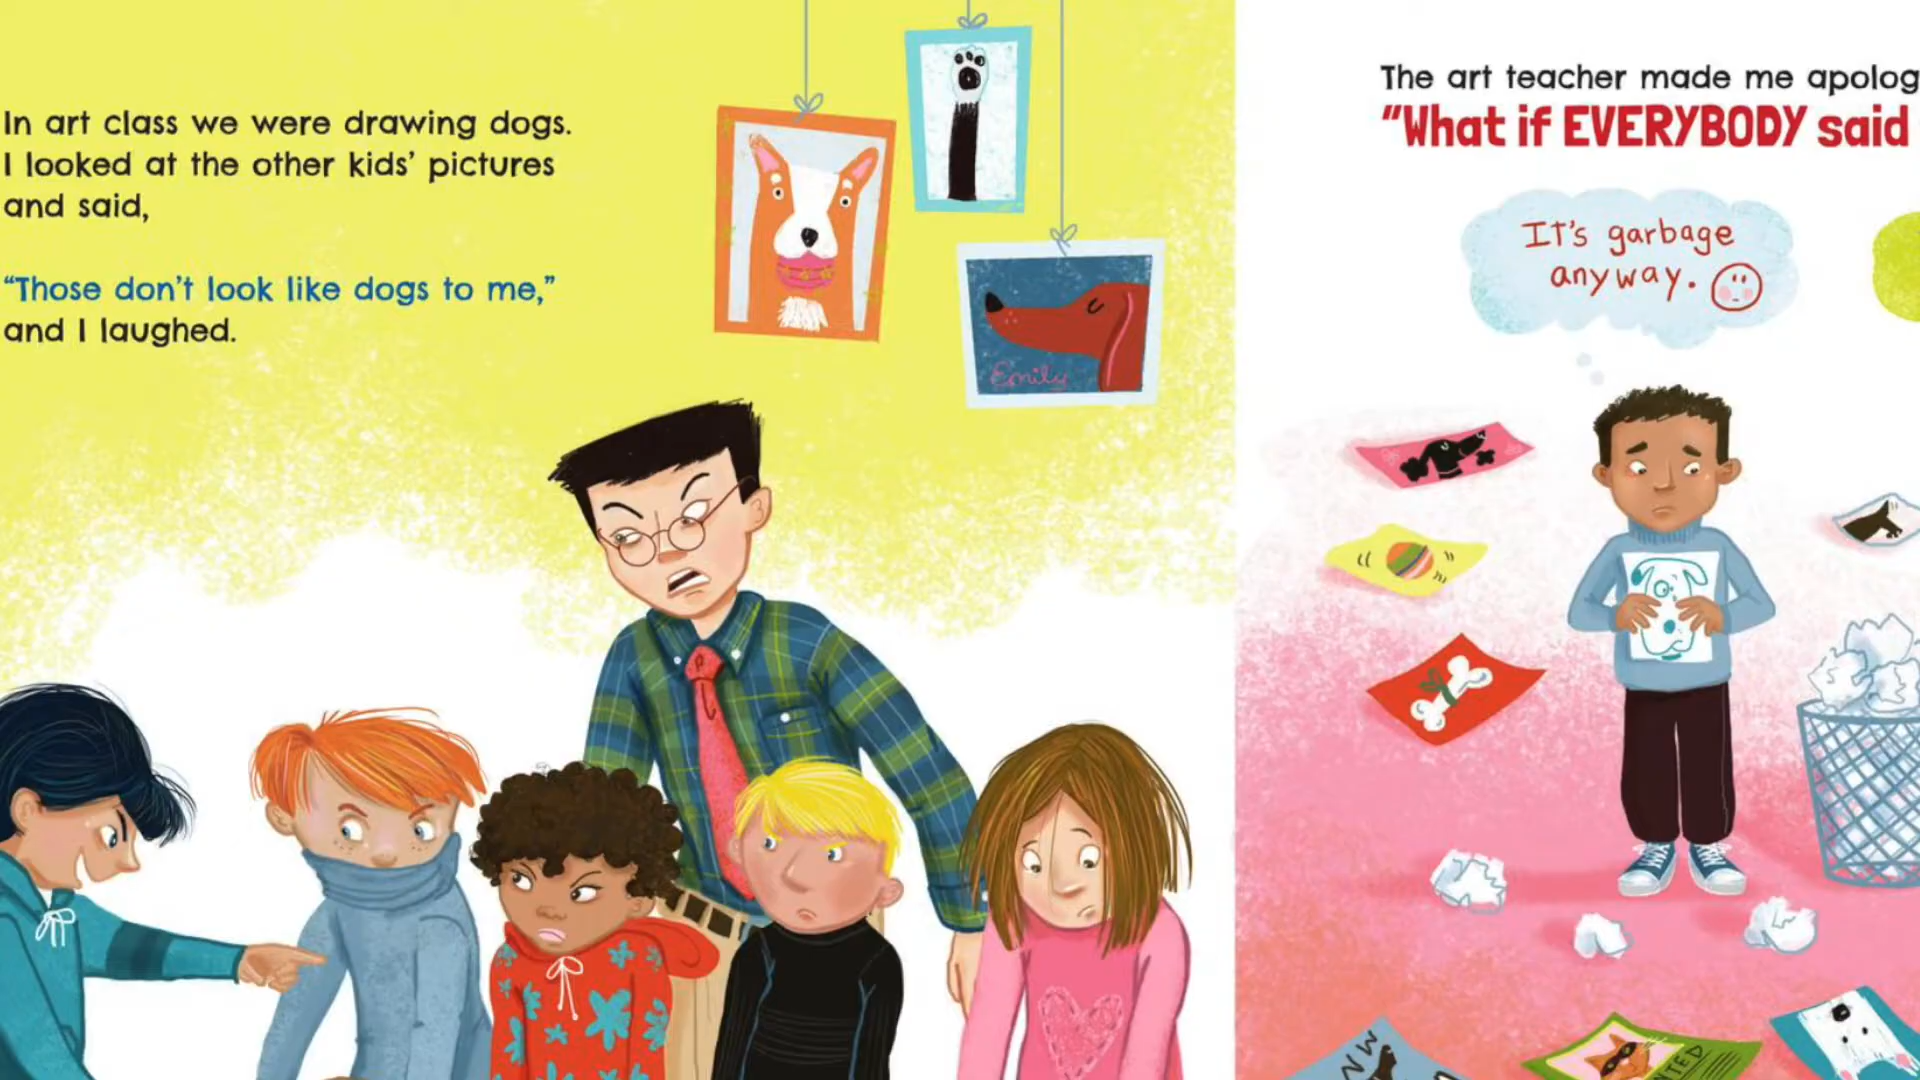 In art class we were drawing dogs.
I looked at the other kids' pictures
and said,
"Those don't look like dogs to me,"
and I laughed.
Emily
The art teacher made me apolog
"What if EVERYBODY said
It's garbage
anyway.